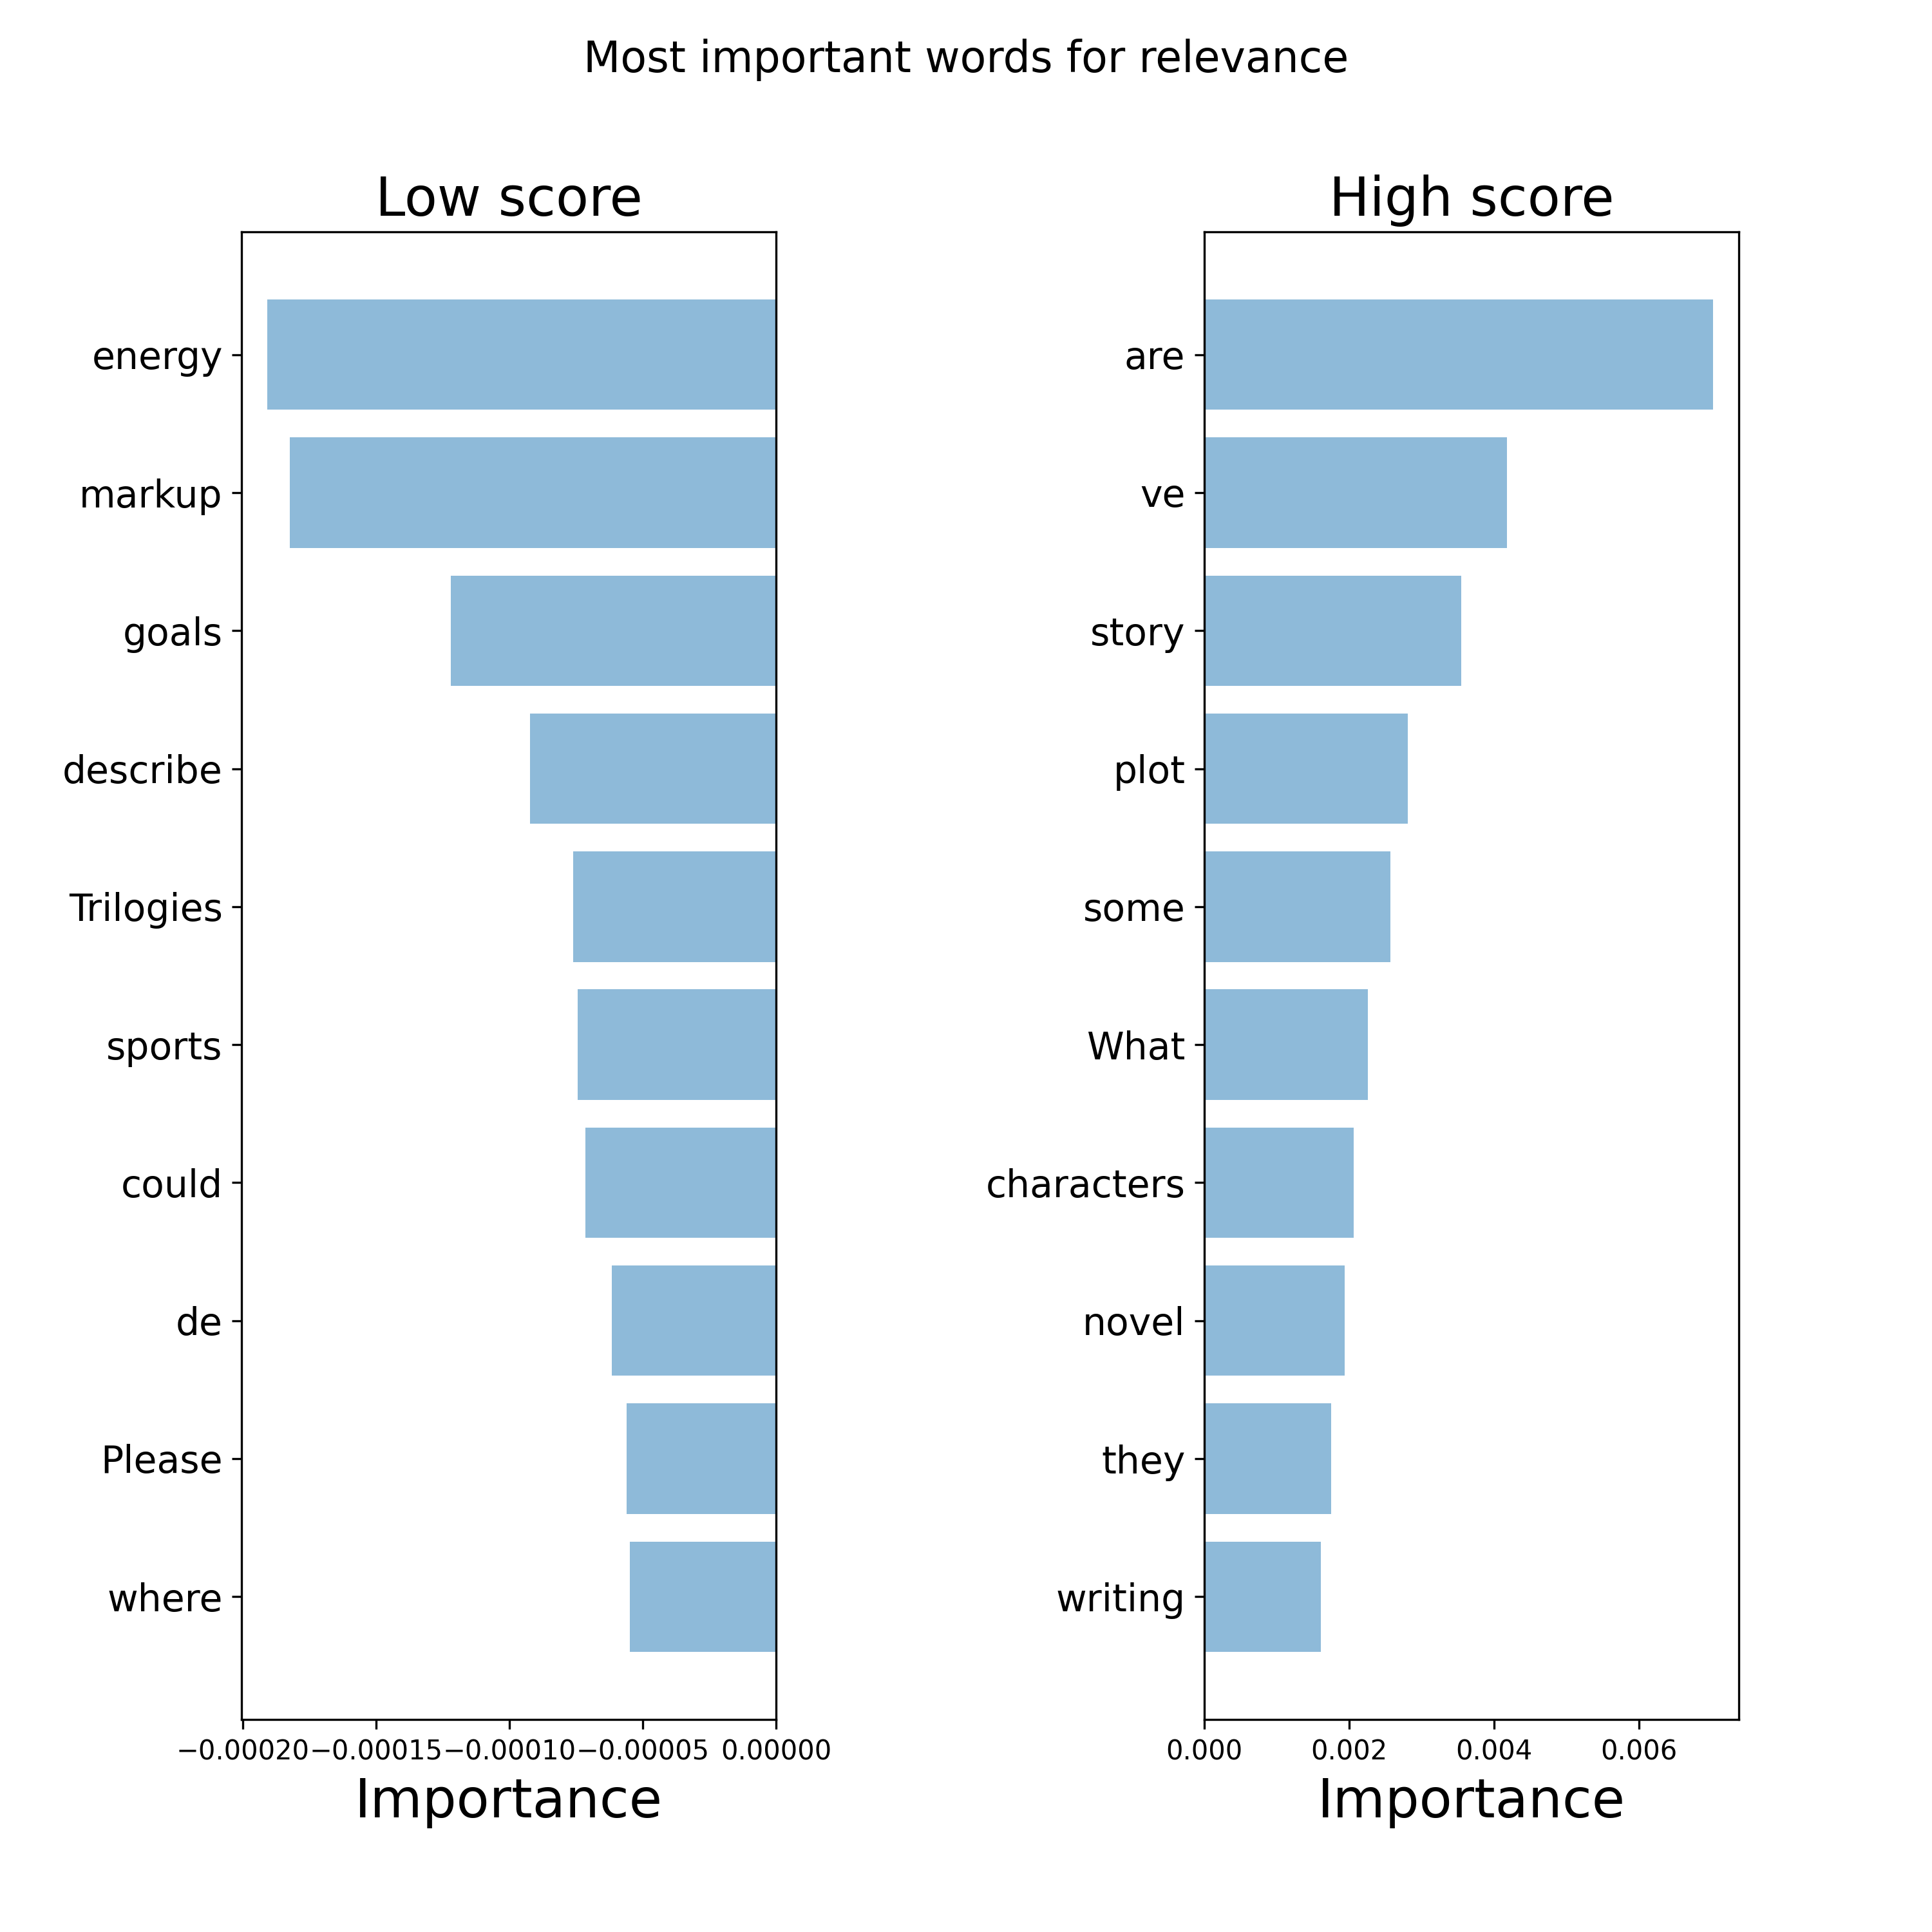 Most important words for relevance
Low score
energy
markup
goals
describe
Trilogies
sports
could
de
Please
where
−0.00020 −0.00015 −0.00010 −0.00005 0.00000
Importance
High score
are
ve
story
plot
some
What
characters
novel
they
writing
0.000 0.002 0.004 0.006
Importance